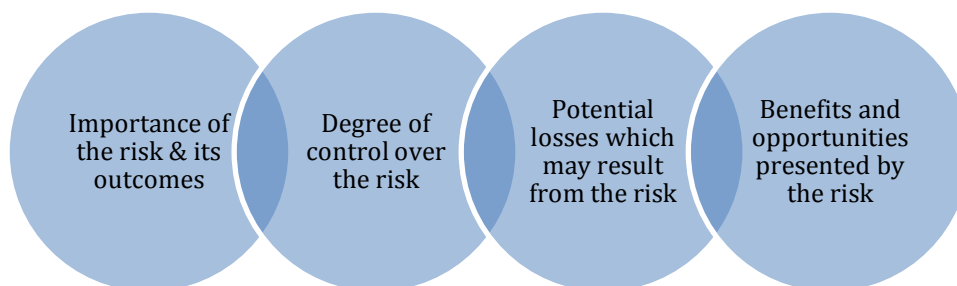 Importance of
the risk & its
outcomes
Degree of
control over
the risk
Potential
losses which
may result
from the risk
Benefits and
opportunities
presented by
the risk